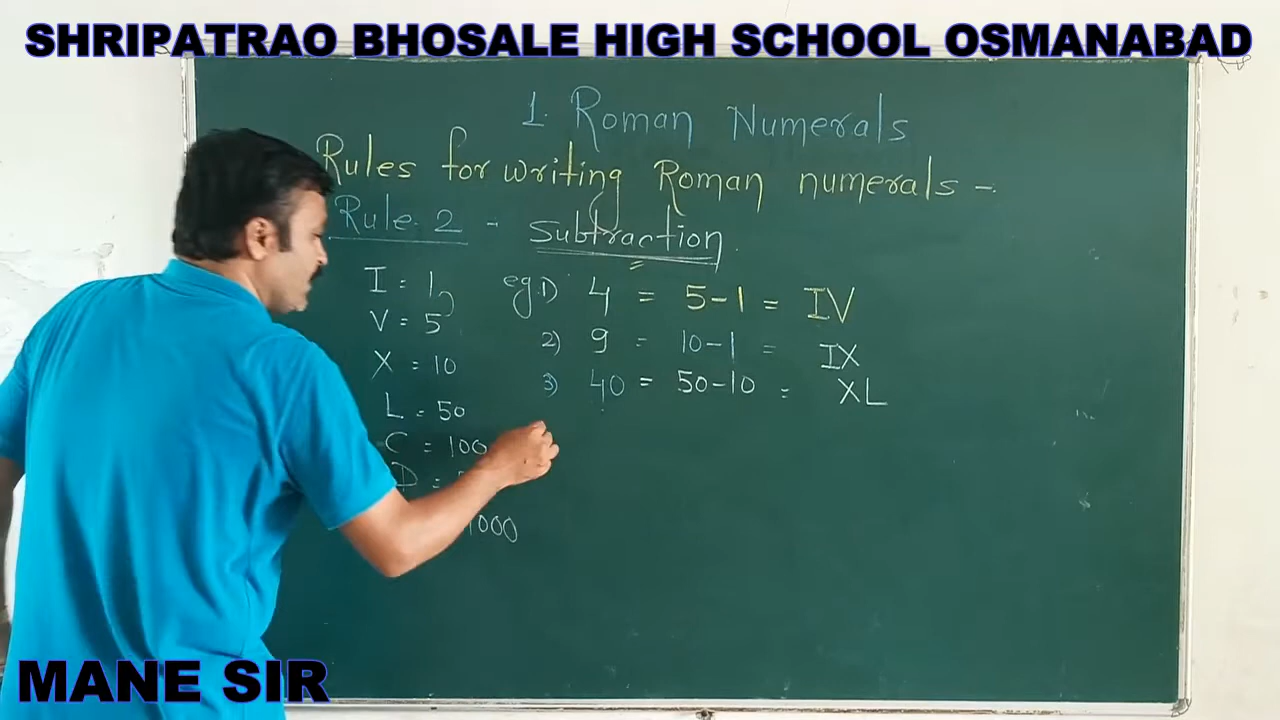 SHRIPATRAO BHOSALE HIGH SCHOOL OSMANABAD
1. Roman Numerals
Rules for writing Roman numerals -
Rule 2 - Subtraction
I = 1
V = 5
X = 10
L = 50
C = 100
D =
1000
eg. 1) 4 = 5-1 = IV
2) 9 = 10-1 = IX
3) 40 = 50-10 = XL
MANE SIR